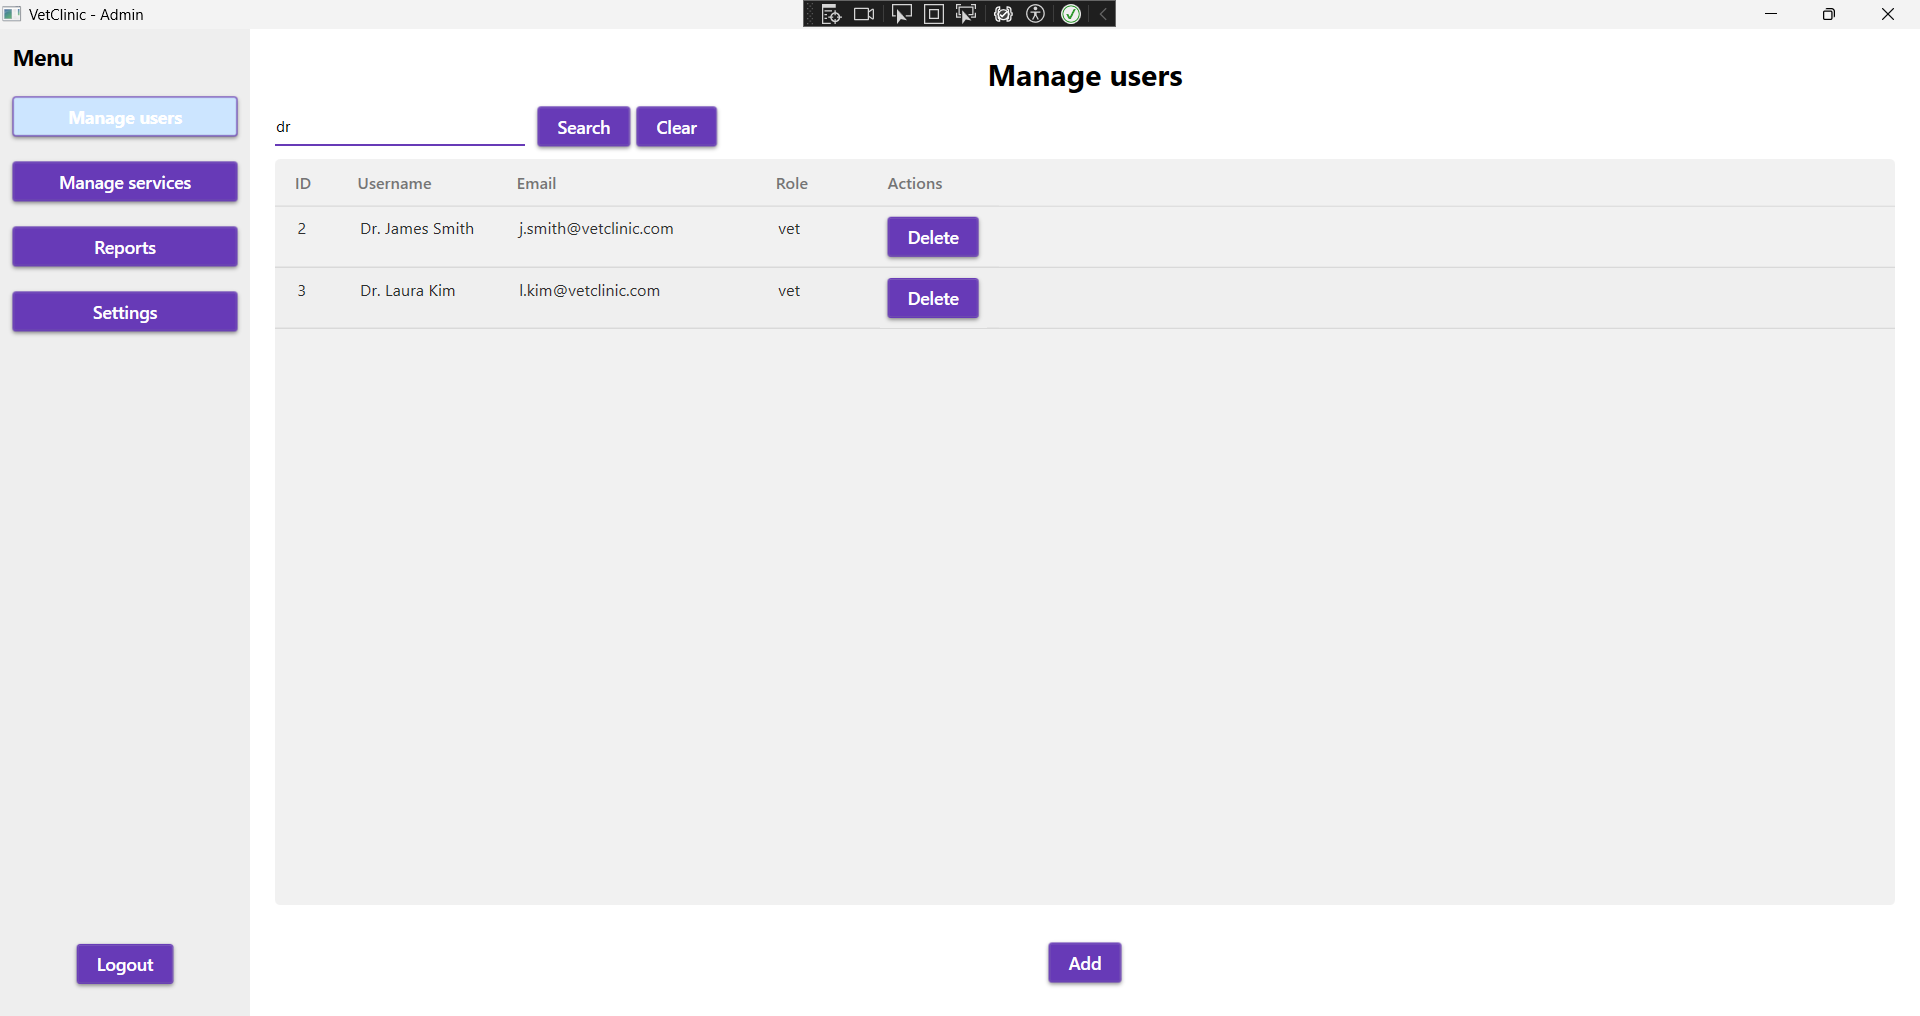 VetClinic - Admin
Menu
Manage users
Manage services
Reports
Settings
Logout
Manage users
dr
Search Clear
ID Username Email Role Actions
2 Dr. James Smith j.smith@vetclinic.com vet Delete
3 Dr. Laura Kim l.kim@vetclinic.com vet Delete
Add